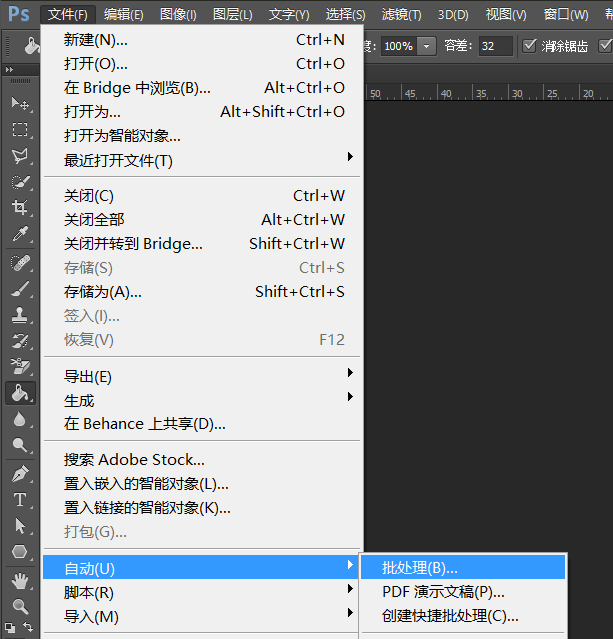 Ps 文件(F) 编辑(E) 图像(I) 图层(L) 文字(Y) 选择(S) 滤镜(T) 3D(D) 视图(V) 窗口(W)
100% 容差: 32 消除锯齿
新建(N)... Ctrl+N
打开(O)... Ctrl+O
在 Bridge 中浏览(B)... Alt+Ctrl+O
打开为... Alt+Shift+Ctrl+O
打开为智能对象...
最近打开文件(T)
50 45 40 35 30 25 20
关闭(C) Ctrl+W
关闭全部 Alt+Ctrl+W
关闭并转到 Bridge... Shift+Ctrl+W
存储(S) Ctrl+S
存储为(A)... Shift+Ctrl+S
签入(I)...
恢复(V) F12
导出(E)
生成
在 Behance 上共享(D)...
搜索 Adobe Stock...
置入嵌入的智能对象(L)...
置入链接的智能对象(K)...
打包(G)...
自动(U) 批处理(B)...
脚本(R) PDF 演示文稿(P)...
导入(M) 创建快捷批处理(C)...